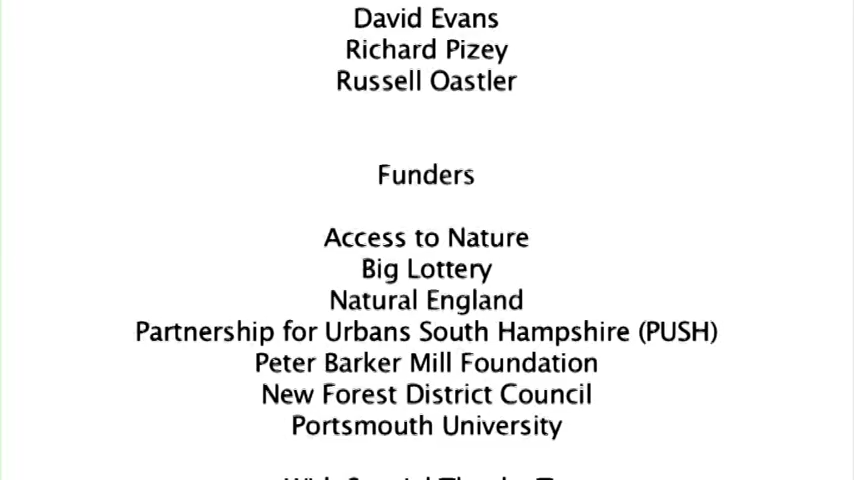 David Evans
Richard Pizey
Russell Oastler
Funders
Access to Nature
Big Lottery
Natural England
Partnership for Urbans South Hampshire (PUSH)
Peter Barker Mill Foundation
New Forest District Council
Portsmouth University